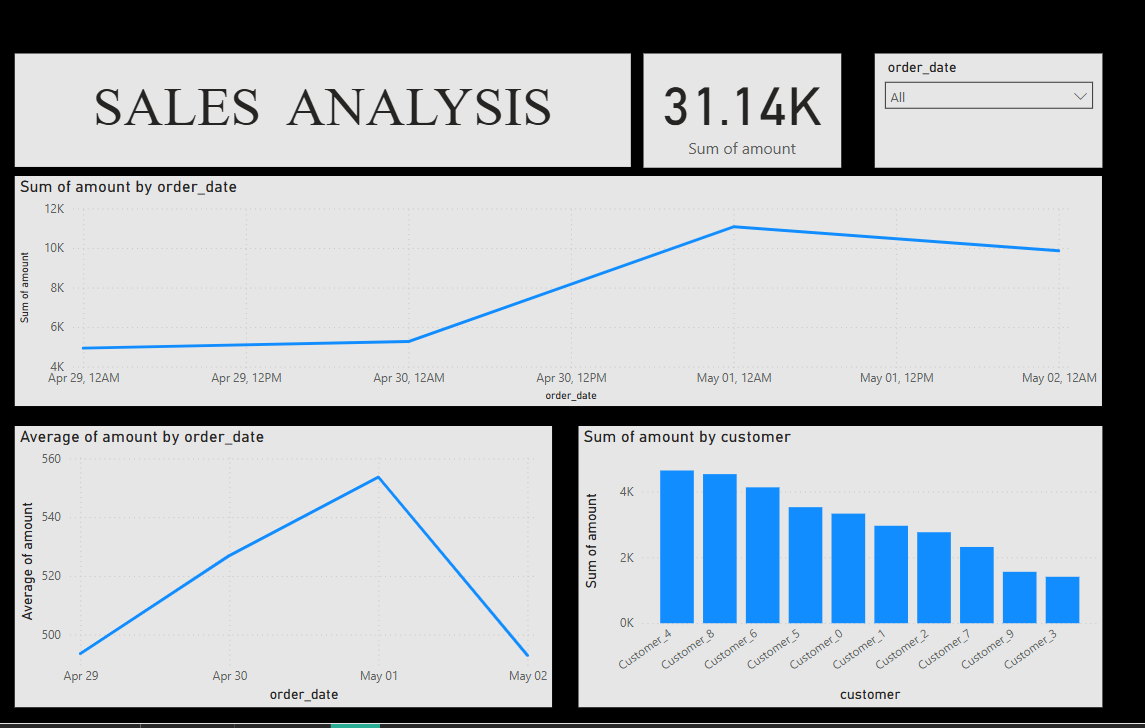 SALES ANALYSIS
31.14K
Sum of amount
order_date
All
Sum of amount by order_date
Sum of amount
12K
10K
8K
6K
4K
Apr 29, 12AM Apr 29, 12PM Apr 30, 12AM Apr 30, 12PM May 01, 12AM May 01, 12PM May 02, 12AM
order_date
Average of amount by order_date
Average of amount
560
540
520
500
Apr 29 Apr 30 May 01 May 02
order_date
Sum of amount by customer
Sum of amount
4K
2K
0K
Customer_4 Customer_8 Customer_6 Customer_5 Customer_0 Customer_1 Customer_2 Customer_7 Customer_9 Customer_3
customer